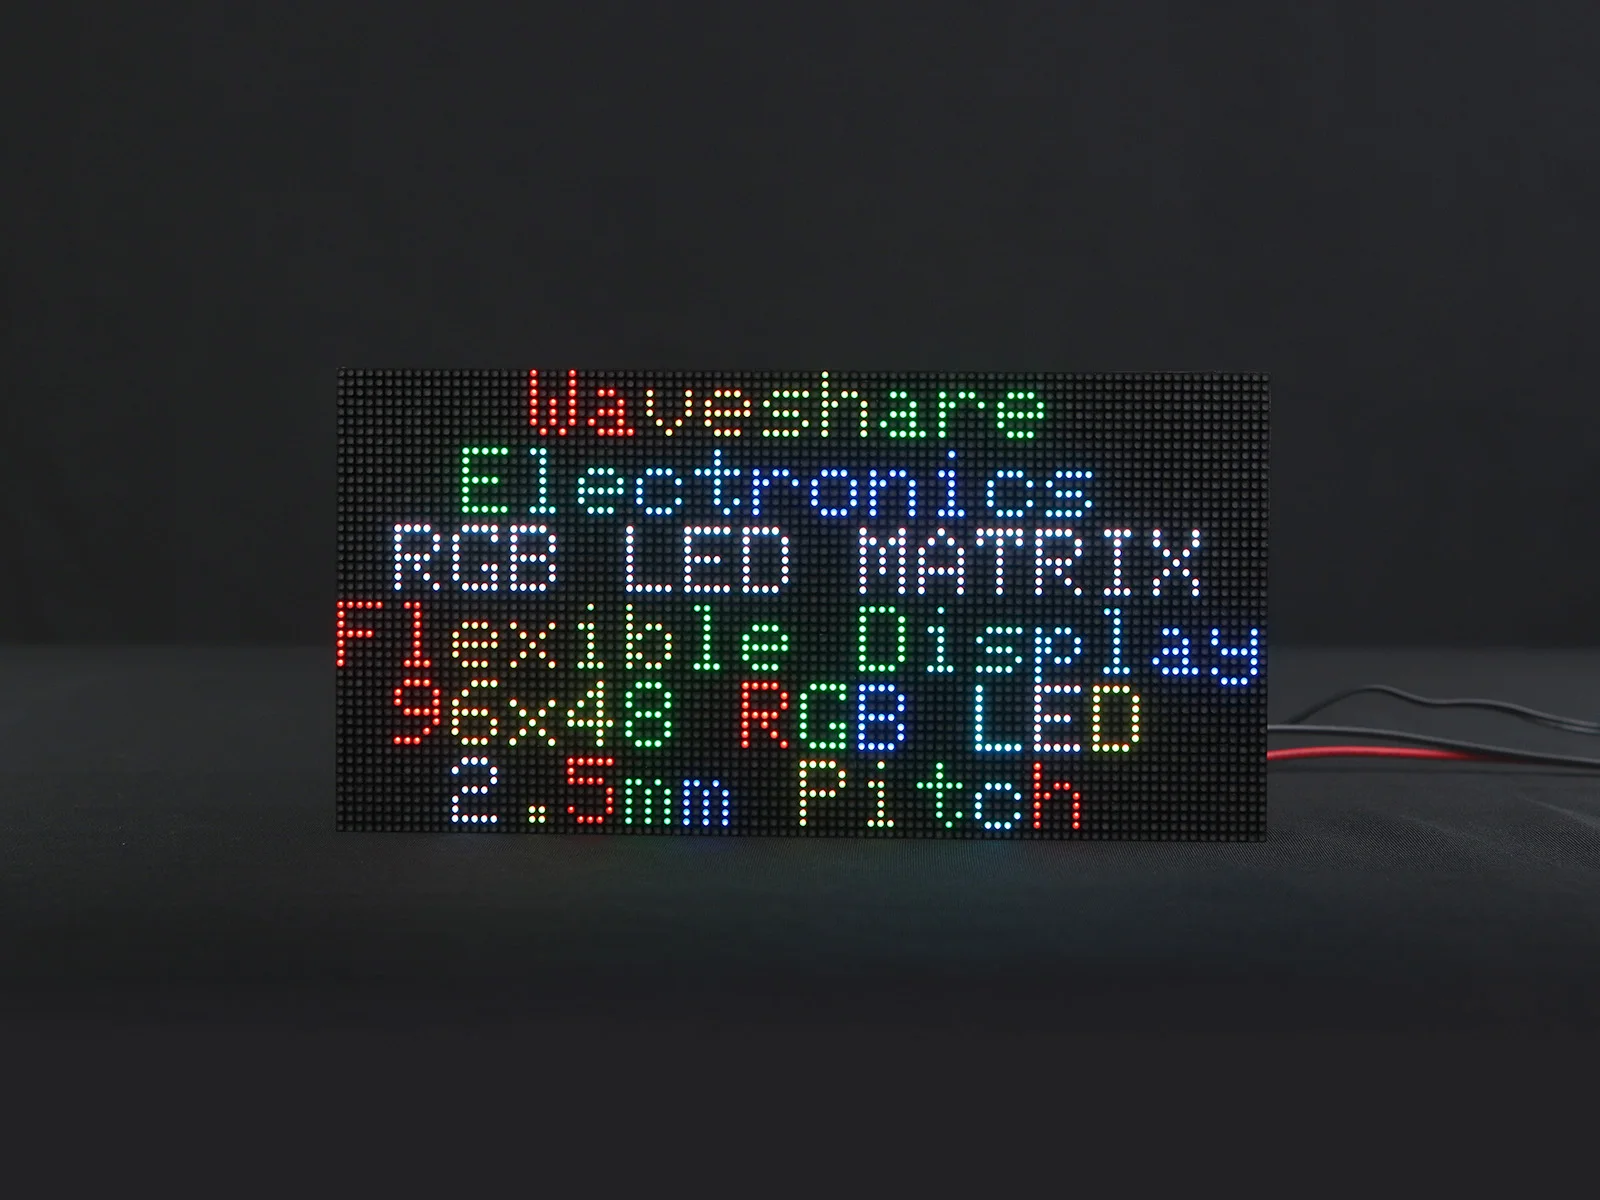 Waveshare
Electronics
RGB LED MATRIX
Flexible Display
96x48 RGB LED
2.5mm Pitch